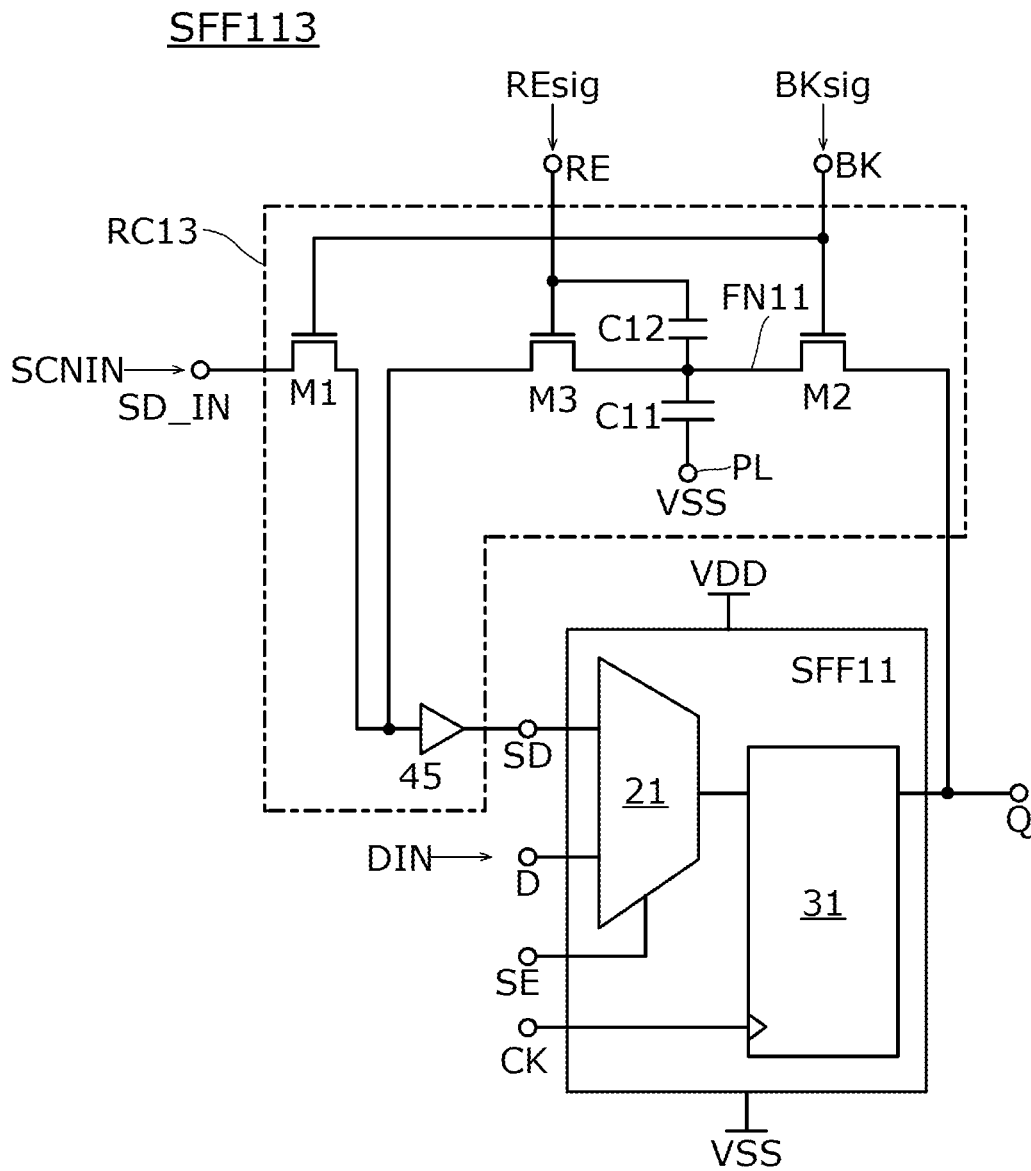 SFF113
REsig BKsig
RE BK
RC13
FN11
C12
SCNIN
SD_IN
M1 M3 C11 M2
PL
VSS
VDD
SFF11
45 SD 21
Q
DIN D
31
SE
CK
VSS